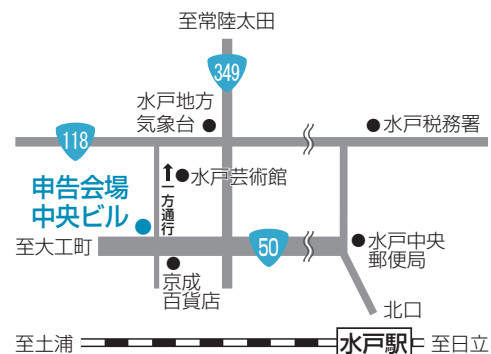 至常陸太田
349
水戸地方
気象台
水戸税務署
118
水戸芸術館
↑一方通行
申告会場
中央ビル
至大工町
50
水戸中央
郵便局
京成
百貨店
北口
至土浦
水戸駅
至日立